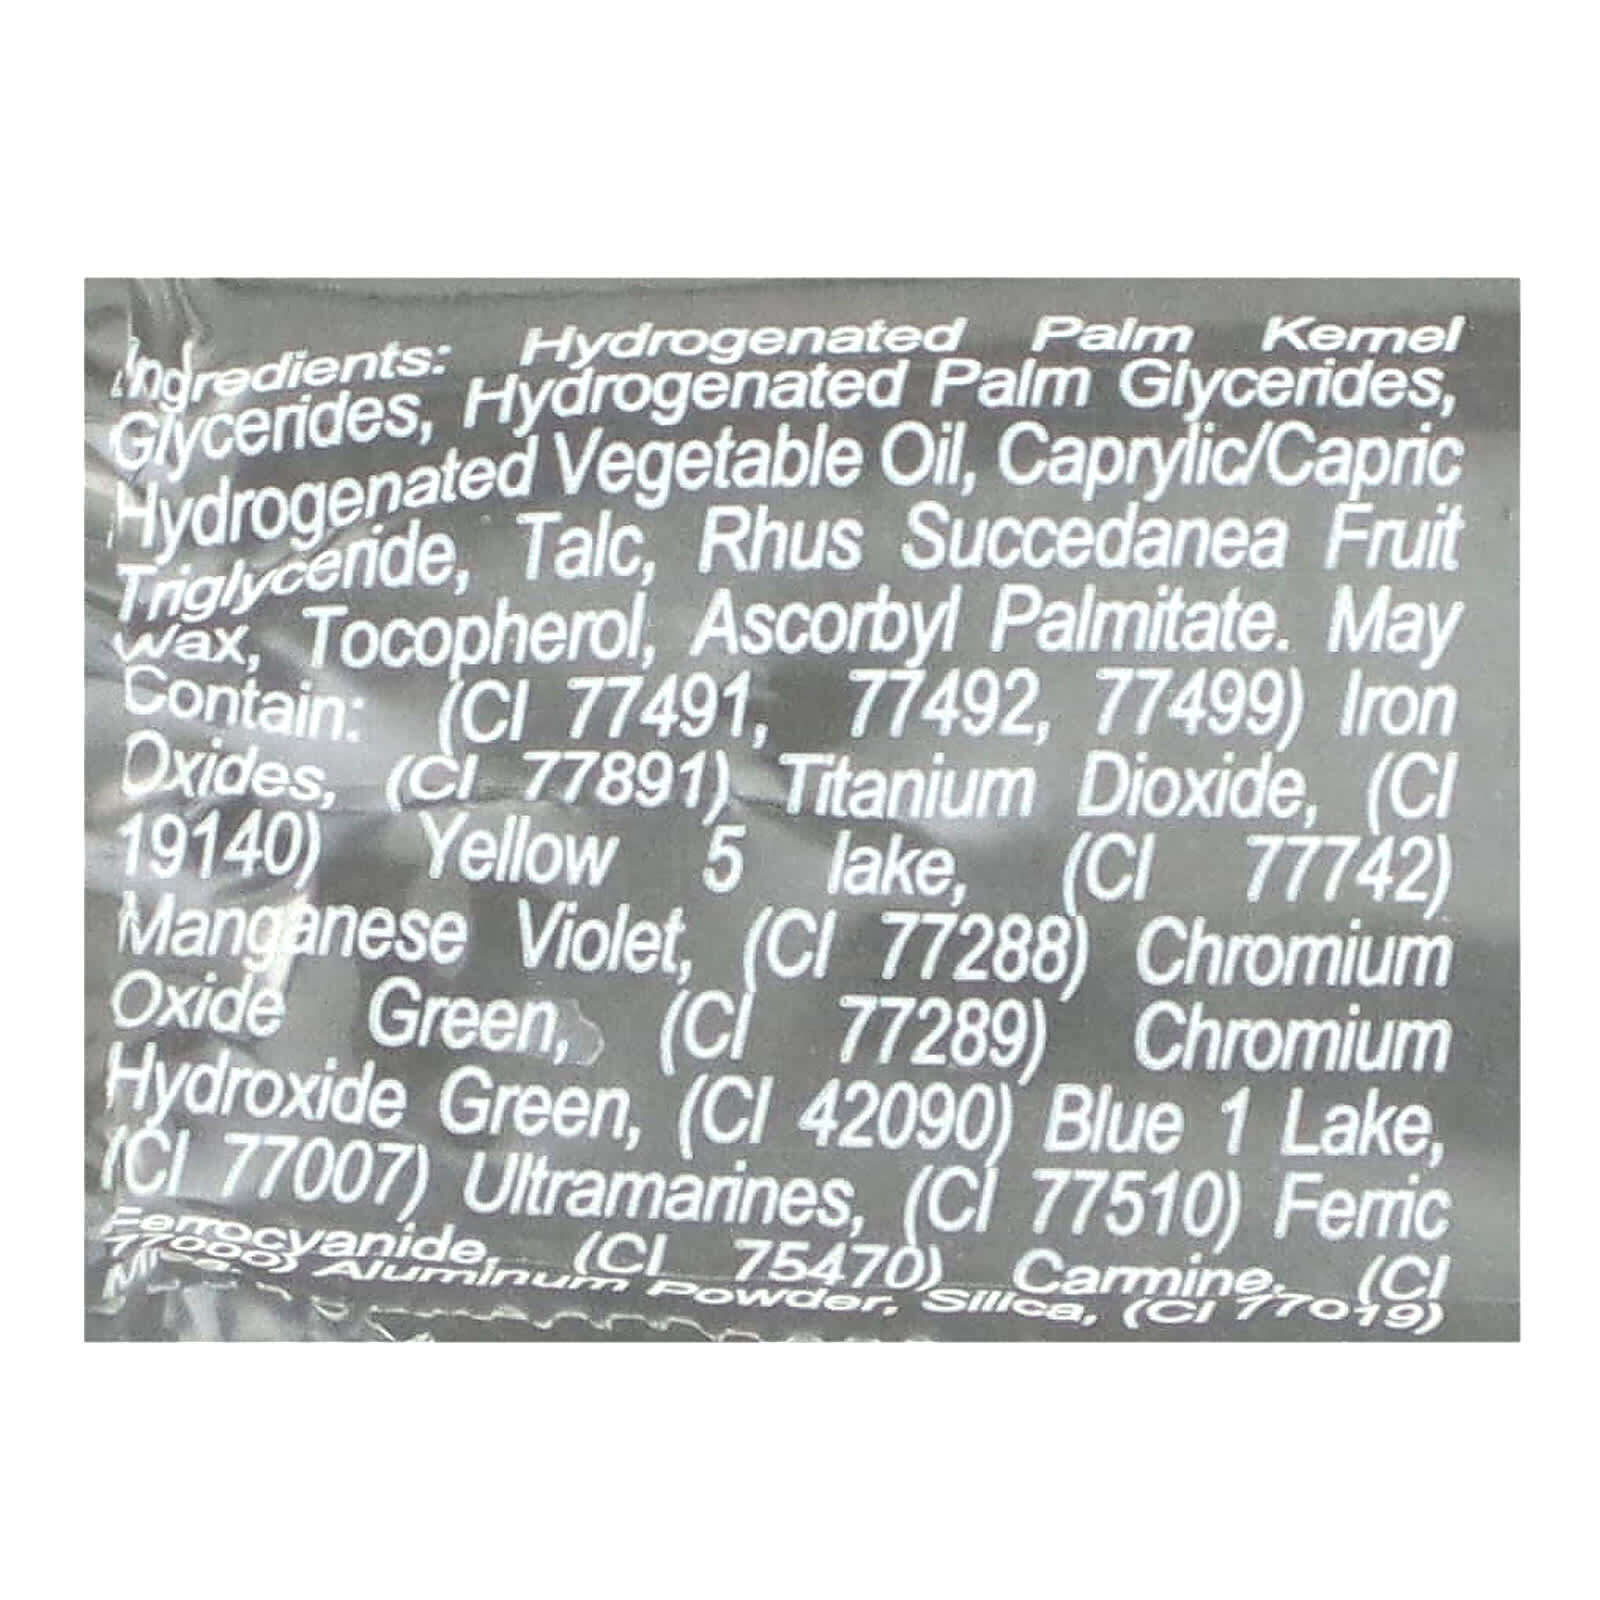 Ingredients: Hydrogenated Palm Kernel
Glycerides, Hydrogenated Palm Glycerides,
Hydrogenated Vegetable Oil, Caprylic/Capric
Triglyceride, Talc, Rhus Succedanea Fruit
wax, Tocopherol, Ascorbyl Palmitate. May
Contain: (CI 77491, 77492, 77499) Iron
Oxides, (CI 77891) Titanium Dioxide, (CI
19140) Yellow 5 lake, (CI 77742)
Manganese Violet, (CI 77288) Chromium
Oxide Green, (CI 77289) Chromium
Hydroxide Green, (CI 42090) Blue 1 Lake,
(CI 77007) Ultramarines, (CI 77510) Ferric
Ferrocyanide, (CI 75470) Carmine, (CI
77000) Aluminum Powder, Silica, (CI 77019)
Mica.